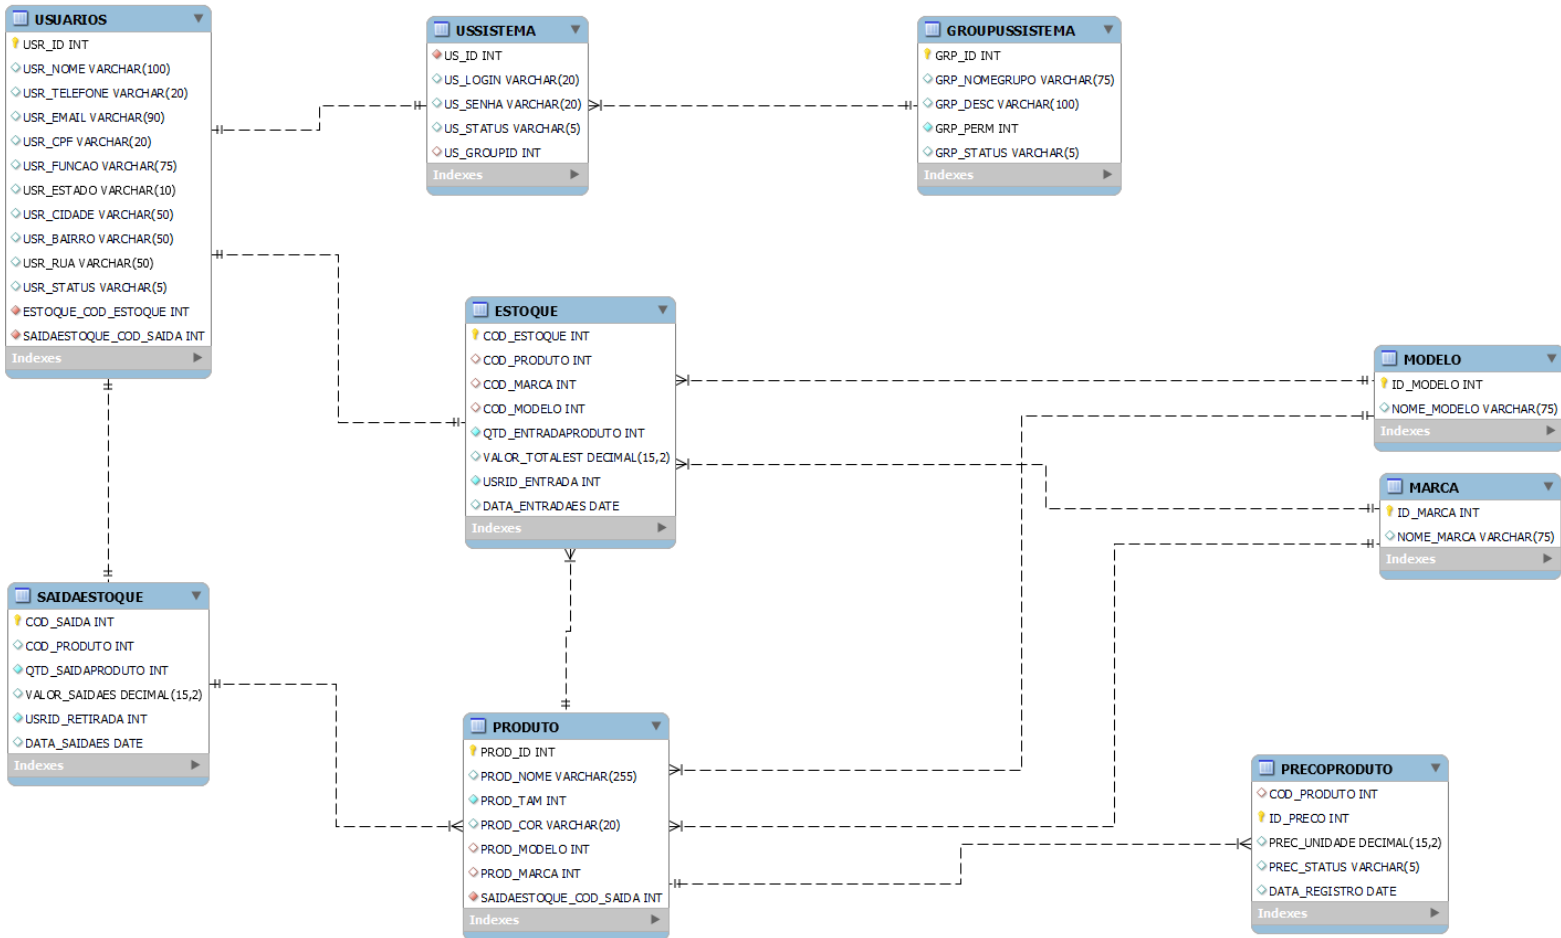 USUARIOS
USR_ID INT
USR_NOME VARCHAR(100)
USR_TELEFONE VARCHAR(20)
USR_EMAIL VARCHAR(90)
USR_CPF VARCHAR(20)
USR_FUNCAO VARCHAR(75)
USR_ESTADO VARCHAR(10)
USR_CIDADE VARCHAR(50)
USR_BAIRRO VARCHAR(50)
USR_RUA VARCHAR(50)
USR_STATUS VARCHAR(5)
ESTOQUE_COD_ESTOQUE INT
SAIDAESTOQUE_COD_SAIDA INT
Indexes
USSISTEMA
US_ID INT
US_LOGIN VARCHAR(20)
US_SENHA VARCHAR(20)
US_STATUS VARCHAR(5)
US_GROUPID INT
Indexes
GROUPUSSISTEMA
GRP_ID INT
GRP_NOMEGRUPO VARCHAR(75)
GRP_DESC VARCHAR(100)
GRP_PERM INT
GRP_STATUS VARCHAR(5)
Indexes
ESTOQUE
COD_ESTOQUE INT
COD_PRODUTO INT
COD_MARCA INT
COD_MODELO INT
QTD_ENTRADAPRODUTO INT
VALOR_TOTALEST DECIMAL(15,2)
USRID_ENTRADA INT
DATA_ENTRADAES DATE
Indexes
MODELO
ID_MODELO INT
NOME_MODELO VARCHAR(75)
Indexes
MARCA
ID_MARCA INT
NOME_MARCA VARCHAR(75)
Indexes
SAIDAESTOQUE
COD_SAIDA INT
COD_PRODUTO INT
QTD_SAIDAPRODUTO INT
VALOR_SAIDAES DECIMAL(15,2)
USRID_RETIRADA INT
DATA_SAIDAES DATE
Indexes
PRODUTO
PROD_ID INT
PROD_NOME VARCHAR(255)
PROD_TAM INT
PROD_COR VARCHAR(20)
PROD_MODELO INT
PROD_MARCA INT
SAIDAESTOQUE_COD_SAIDA INT
Indexes
PRECOPRODUTO
COD_PRODUTO INT
ID_PRECO INT
PREC_UNIDADE DECIMAL(15,2)
PREC_STATUS VARCHAR(5)
DATA_REGISTRO DATE
Indexes